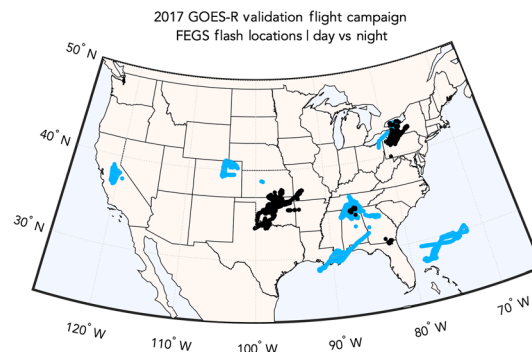 2017 GOES-R validation flight campaign
FEGS flash locations | day vs night
50° N
40° N
30° N
120° W
110° W
100° W
90° W
80° W
70° W